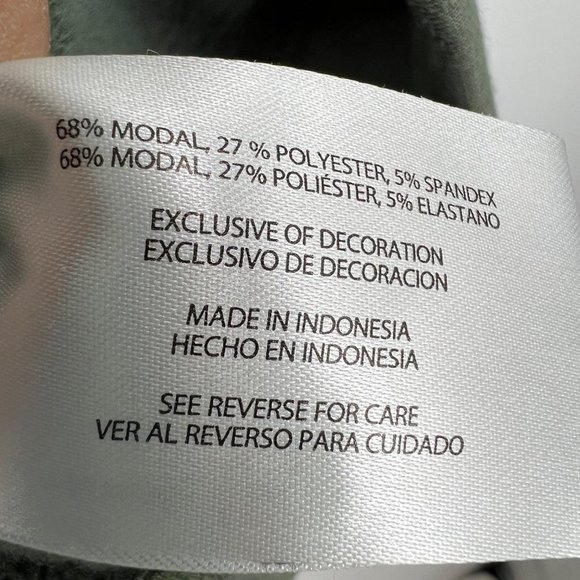 68% MODAL, 27 % POLYESTER, 5% SPANDEX
68% MODAL, 27% POLIÉSTER, 5% ELASTANO
EXCLUSIVE OF DECORATION
EXCLUSIVO DE DECORACION
MADE IN INDONESIA
HECHO EN INDONESIA
SEE REVERSE FOR CARE
VER AL REVERSO PARA CUIDADO